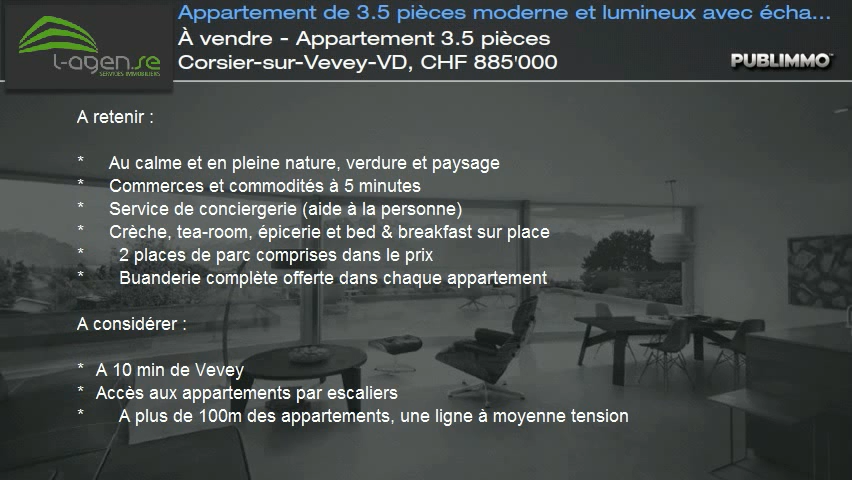 Appartement de 3.5 pièces moderne et lumineux avec écha...
À vendre - Appartement 3.5 pièces
Corsier-sur-Vevey-VD, CHF 885'000
l-agen.se
SERVICES IMMOBILIERS
PUBLIMMO™
A retenir :
* Au calme et en pleine nature, verdure et paysage
* Commerces et commodités à 5 minutes
* Service de conciergerie (aide à la personne)
* Crèche, tea-room, épicerie et bed & breakfast sur place
* 2 places de parc comprises dans le prix
* Buanderie complète offerte dans chaque appartement
A considérer :
* A 10 min de Vevey
* Accès aux appartements par escaliers
* A plus de 100m des appartements, une ligne à moyenne tension